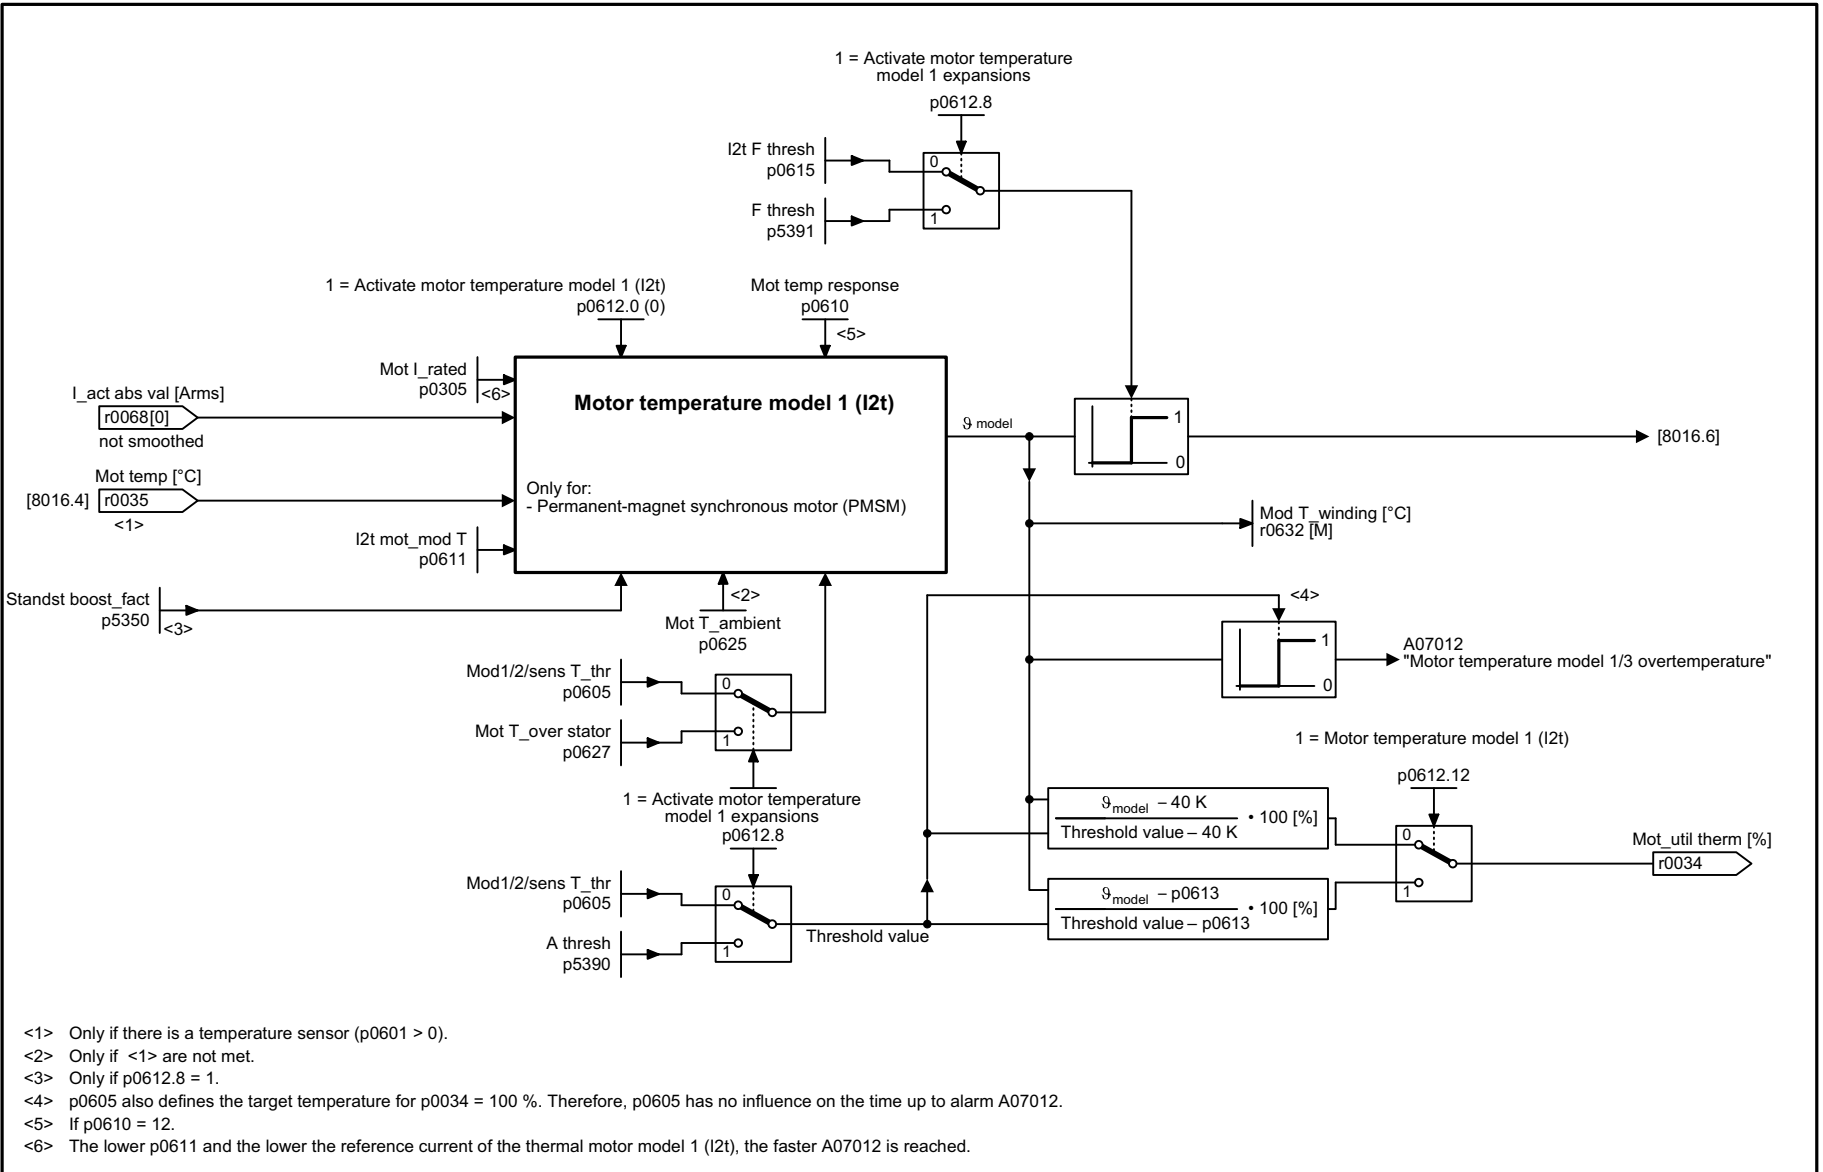 1 = Activate motor temperature
model 1 expansions
p0612.8
I2t F thresh
p0615
0
F thresh
p5391
1
1 = Activate motor temperature model 1 (I2t)
p0612.0 (0)
Mot temp response
p0610
<5>
Mot I_rated
p0305
<6>
I_act abs val [Arms]
r0068[0]
not smoothed
Motor temperature model 1 (I2t)
ϑ model
1
0
[8016.6]
Mot temp [°C]
[8016.4]
r0035
<1>
Only for:
- Permanent-magnet synchronous motor (PMSM)
Mod T_winding [°C]
r0632 [M]
I2t mot_mod T
p0611
Standst boost_fact
p5350
<3>
<2>
Mot T_ambient
p0625
<4>
1
0
A07012
"Motor temperature model 1/3 overtemperature"
Mod1/2/sens T_thr
p0605
0
Mot T_over stator
p0627
1
1 = Motor temperature model 1 (I2t)
p0612.12
1 = Activate motor temperature
model 1 expansions
p0612.8
ϑmodel – 40 K
Threshold value – 40 K
• 100 [%]
0
1
Mot_util therm [%]
r0034
Mod1/2/sens T_thr
p0605
0
A thresh
p5390
1
Threshold value
ϑmodel – p0613
Threshold value – p0613
• 100 [%]
<1> Only if there is a temperature sensor (p0601 > 0).
<2> Only if <1> are not met.
<3> Only if p0612.8 = 1.
<4> p0605 also defines the target temperature for p0034 = 100 %. Therefore, p0605 has no influence on the time up to alarm A07012.
<5> If p0610 = 12.
<6> The lower p0611 and the lower the reference current of the thermal motor model 1 (I2t), the faster A07012 is reached.